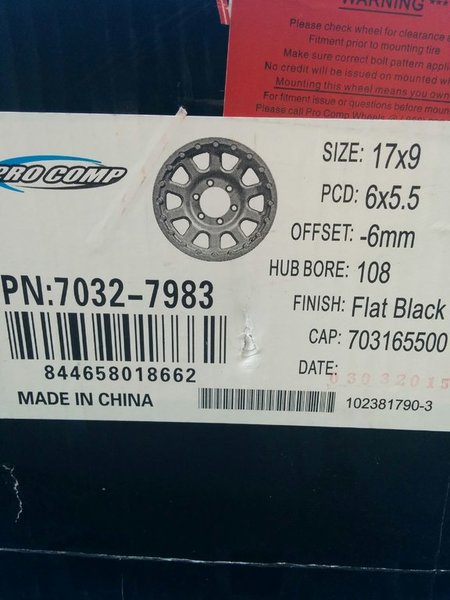 WARNING ***
Please check wheel for clearance
Fitment prior to mounting tire
Make sure correct bolt pattern
No credit will be issued on mounted
Mounting this wheel means you own
For fitment issue or questions before
Please call Pro Comp Wheels @
PRO COMP
SIZE: 17x9
PCD: 6x5.5
OFFSET: -6mm
HUB BORE: 108
PN:7032-7983
FINISH: Flat Black
CAP: 703165500
844658018662
DATE: 03032015
MADE IN CHINA
102381790-3